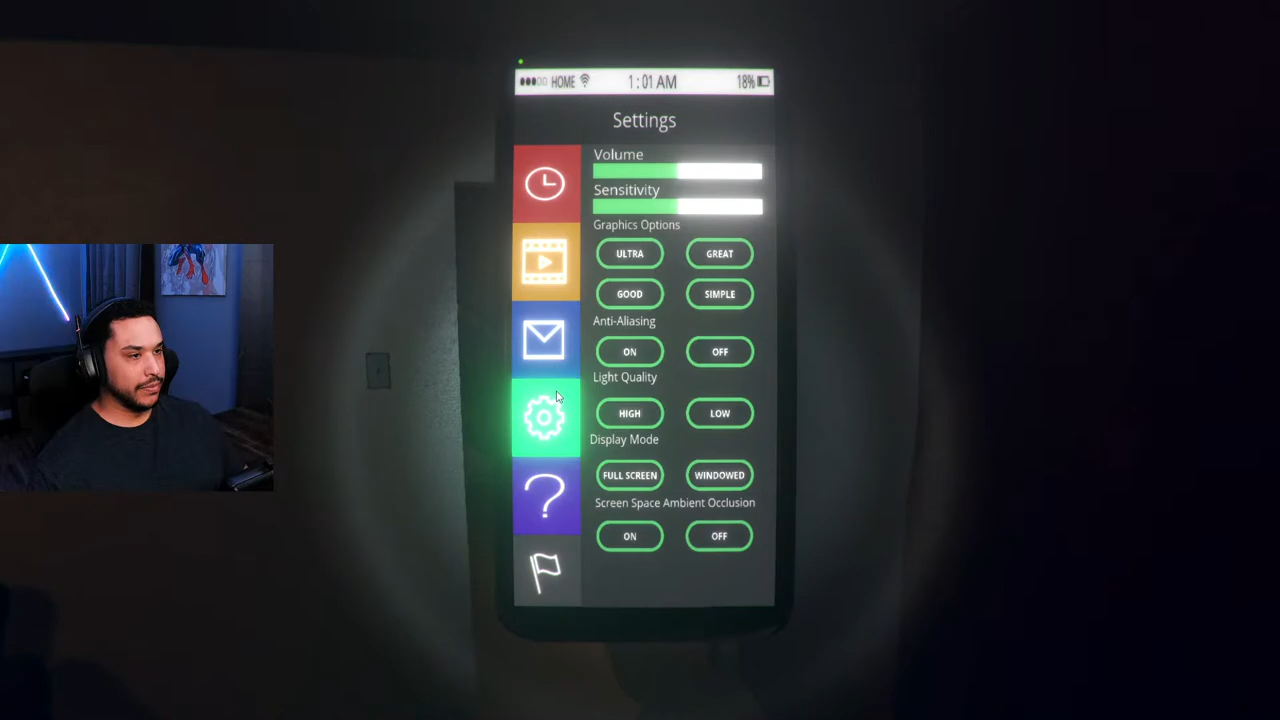 HOME 1:01 AM 18%
Settings
Volume
Sensitivity
Graphics Options
ULTRA GREAT
GOOD SIMPLE
Anti-Aliasing
ON OFF
Light Quality
HIGH LOW
Display Mode
FULL SCREEN WINDOWED
Screen Space Ambient Occlusion
ON OFF